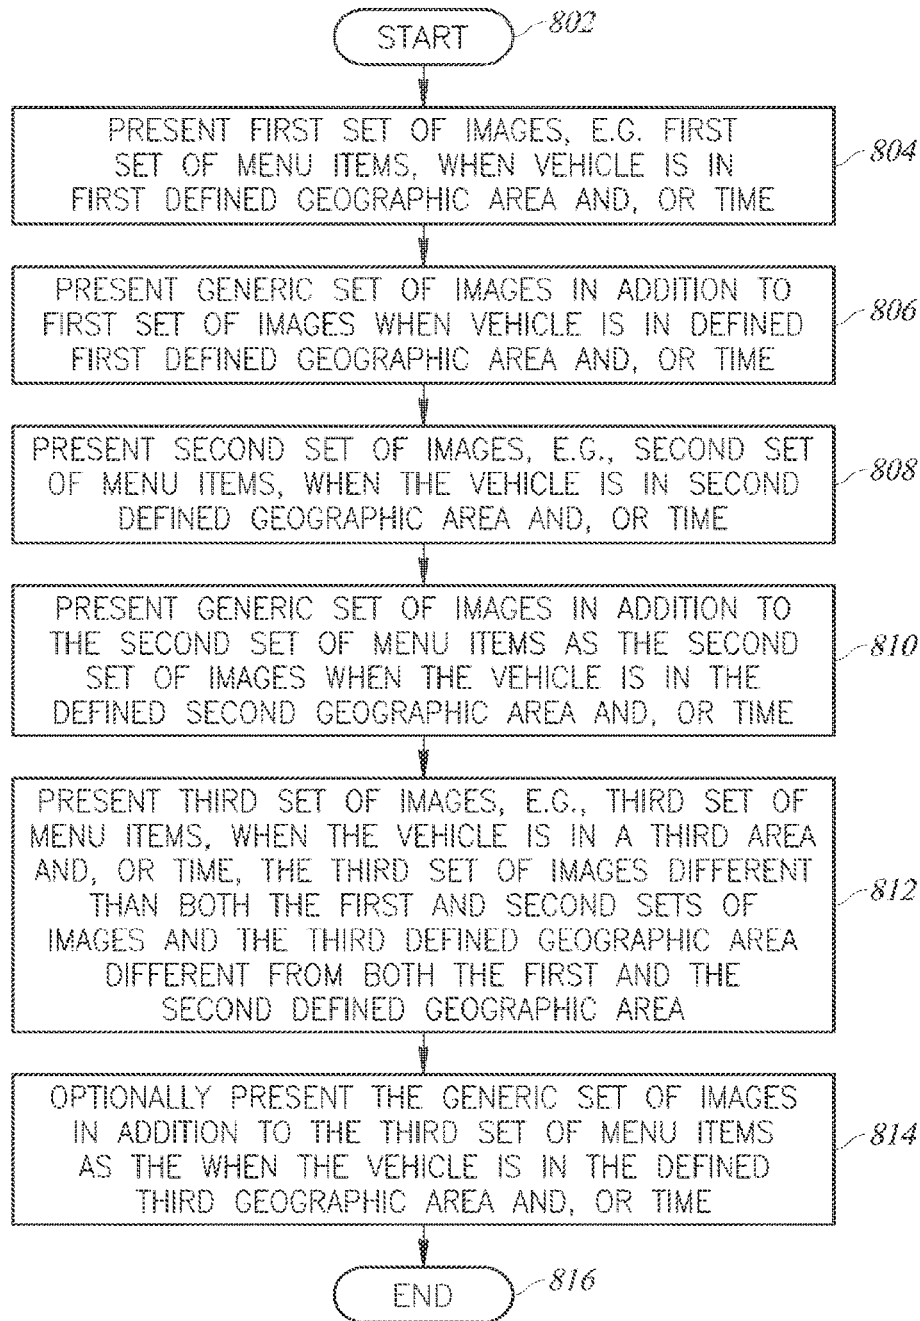 START
802
PRESENT FIRST SET OF IMAGES, E.G. FIRST
SET OF MENU ITEMS, WHEN VEHICLE IS IN
FIRST DEFINED GEOGRAPHIC AREA AND, OR TIME
804
PRESENT GENERIC SET OF IMAGES IN ADDITION TO
FIRST SET OF IMAGES WHEN VEHICLE IS IN DEFINED
FIRST DEFINED GEOGRAPHIC AREA AND, OR TIME
806
PRESENT SECOND SET OF IMAGES, E.G., SECOND SET
OF MENU ITEMS, WHEN THE VEHICLE IS IN SECOND
DEFINED GEOGRAPHIC AREA AND, OR TIME
808
PRESENT GENERIC SET OF IMAGES IN ADDITION TO
THE SECOND SET OF MENU ITEMS AS THE SECOND
SET OF IMAGES WHEN THE VEHICLE IS IN THE
DEFINED SECOND GEOGRAPHIC AREA AND, OR TIME
810
PRESENT THIRD SET OF IMAGES, E.G., THIRD SET OF
MENU ITEMS, WHEN THE VEHICLE IS IN A THIRD AREA
AND, OR TIME, THE THIRD SET OF IMAGES DIFFERENT
THAN BOTH THE FIRST AND SECOND SETS OF
IMAGES AND THE THIRD DEFINED GEOGRAPHIC AREA
DIFFERENT FROM BOTH THE FIRST AND THE
SECOND DEFINED GEOGRAPHIC AREA
812
OPTIONALLY PRESENT THE GENERIC SET OF IMAGES
IN ADDITION TO THE THIRD SET OF MENU ITEMS
AS THE WHEN THE VEHICLE IS IN THE DEFINED
THIRD GEOGRAPHIC AREA AND, OR TIME
814
END
816